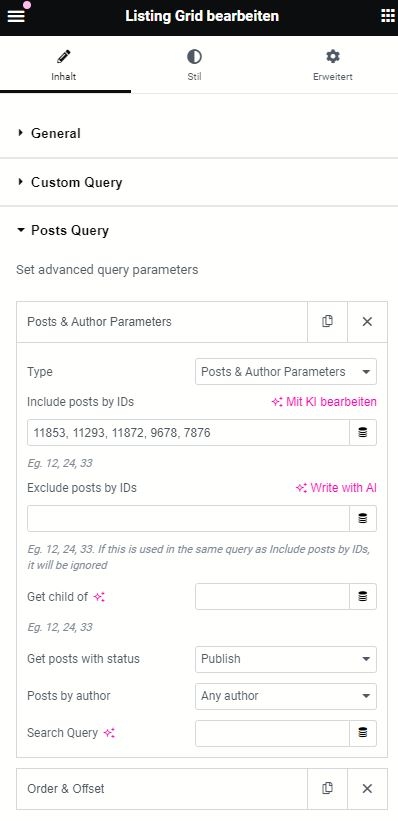 Listing Grid bearbeiten
Inhalt
Stil
Erweitert
General
Custom Query
Posts Query
Set advanced query parameters
Posts & Author Parameters
Type
Posts & Author Parameters
Include posts by IDs
Mit KI bearbeiten
11853, 11293, 11872, 9678, 7876
Eg. 12, 24, 33
Exclude posts by IDs
Write with AI
Eg. 12, 24, 33. If this is used in the same query as Include posts by IDs,
it will be ignored
Get child of
Eg. 12, 24, 33
Get posts with status
Publish
Posts by author
Any author
Search Query
Order & Offset